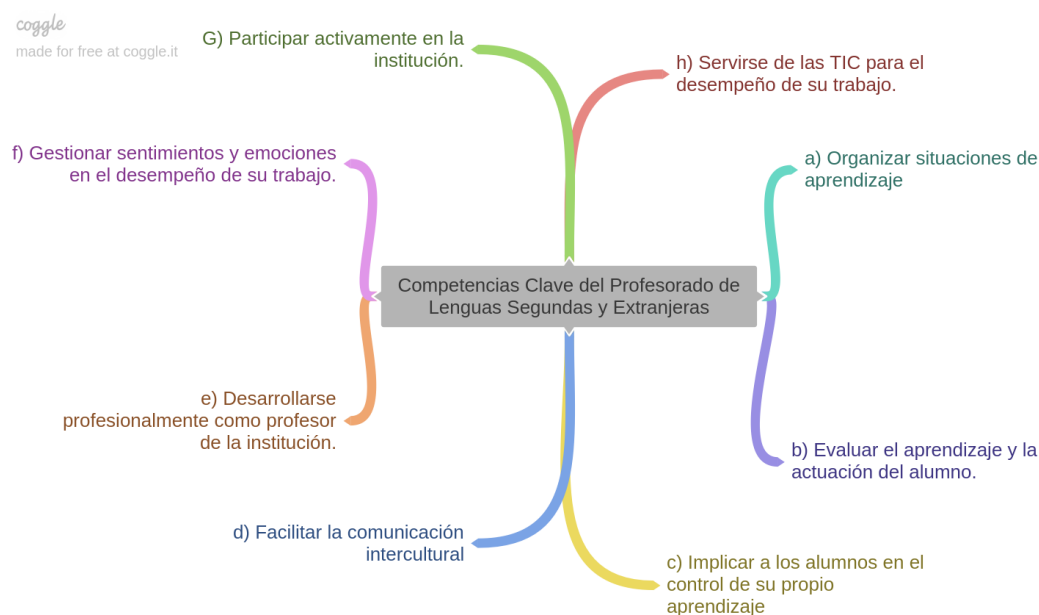 coggle
made for free at coggle.it
G) Participar activamente en la
institución.
h) Servirse de las TIC para el
desempeño de su trabajo.
f) Gestionar sentimientos y emociones
en el desempeño de su trabajo.
a) Organizar situaciones de
aprendizaje
Competencias Clave del Profesorado de
Lenguas Segundas y Extranjeras
e) Desarrollarse
profesionalmente como profesor
de la institución.
b) Evaluar el aprendizaje y la
actuación del alumno.
d) Facilitar la comunicación
intercultural
c) Implicar a los alumnos en el
control de su propio
aprendizaje